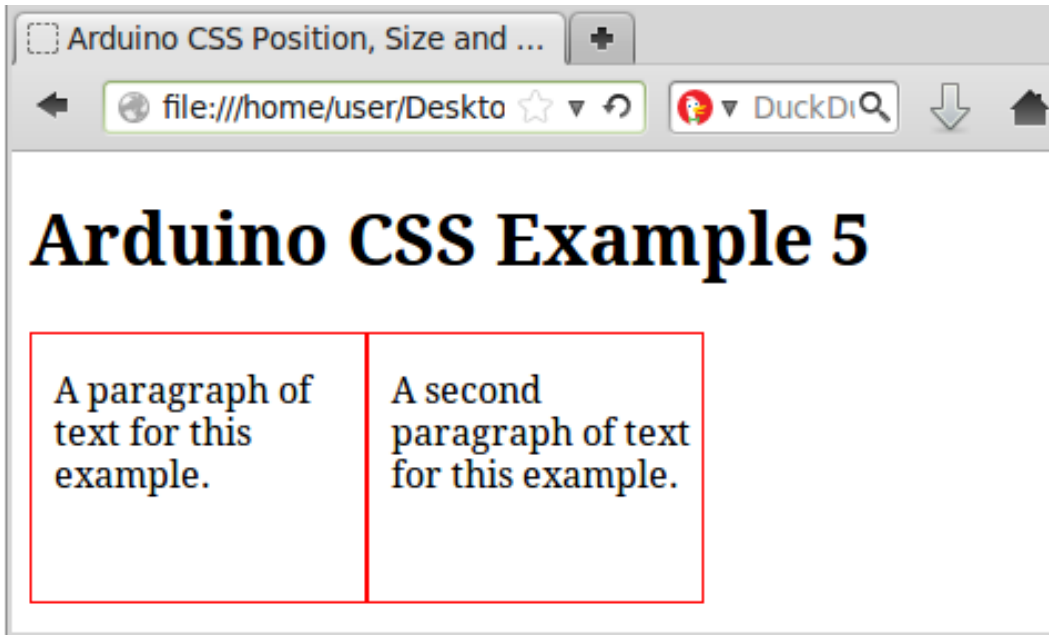 Arduino CSS Position, Size and ...
file:///home/user/Deskto
DuckDu
Arduino CSS Example 5
A paragraph of
text for this
example.
A second
paragraph of text
for this example.